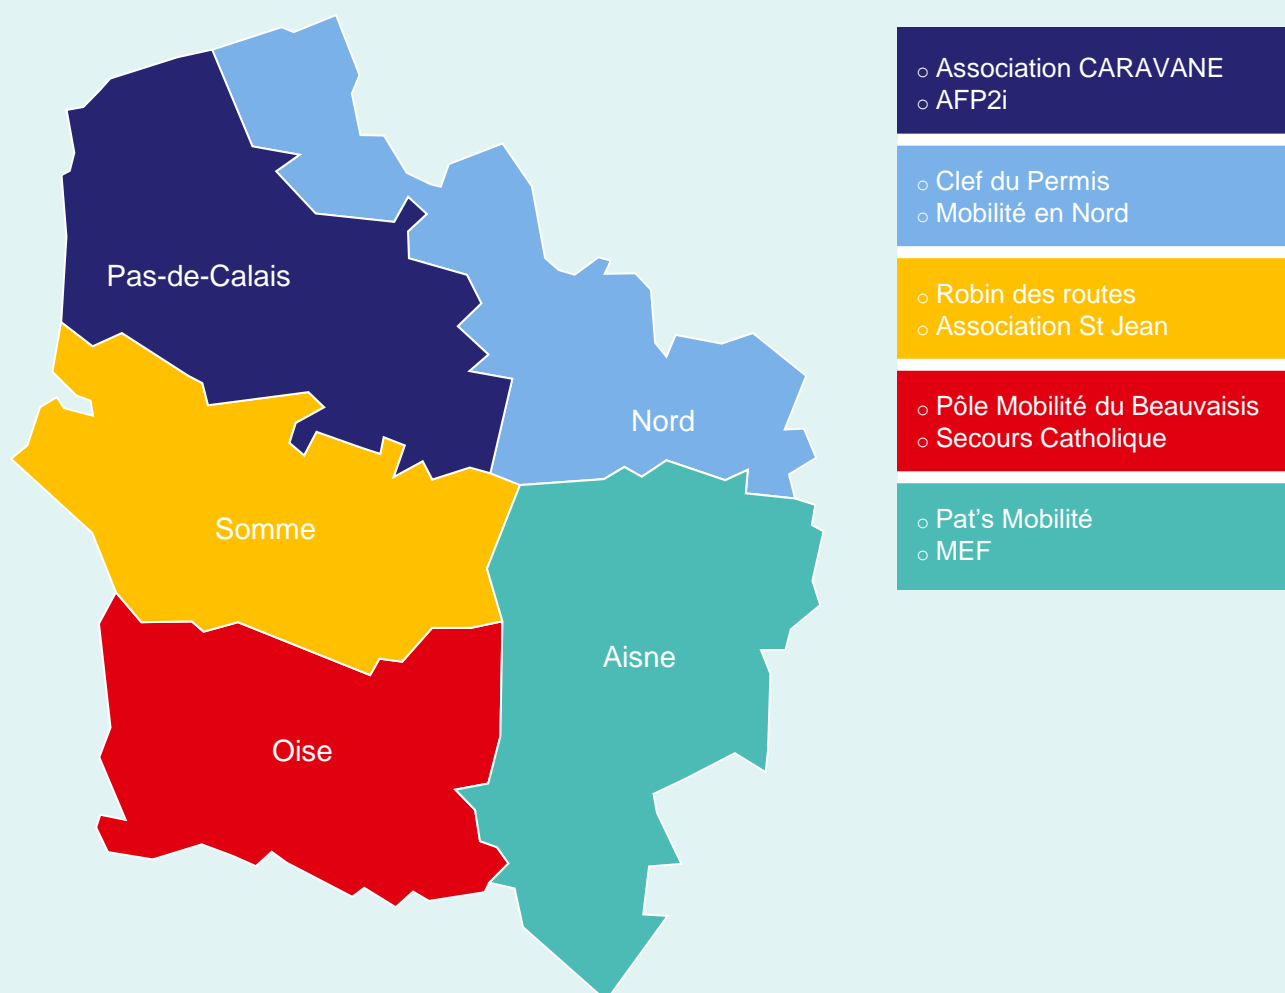 Pas-de-Calais
Nord
Somme
Aisne
Oise
○ Association CARAVANE
○ AFP2i
○ Clef du Permis
○ Mobilité en Nord
○ Robin des routes
○ Association St Jean
○ Pôle Mobilité du Beauvaisis
○ Secours Catholique
○ Pat's Mobilité
○ MEF